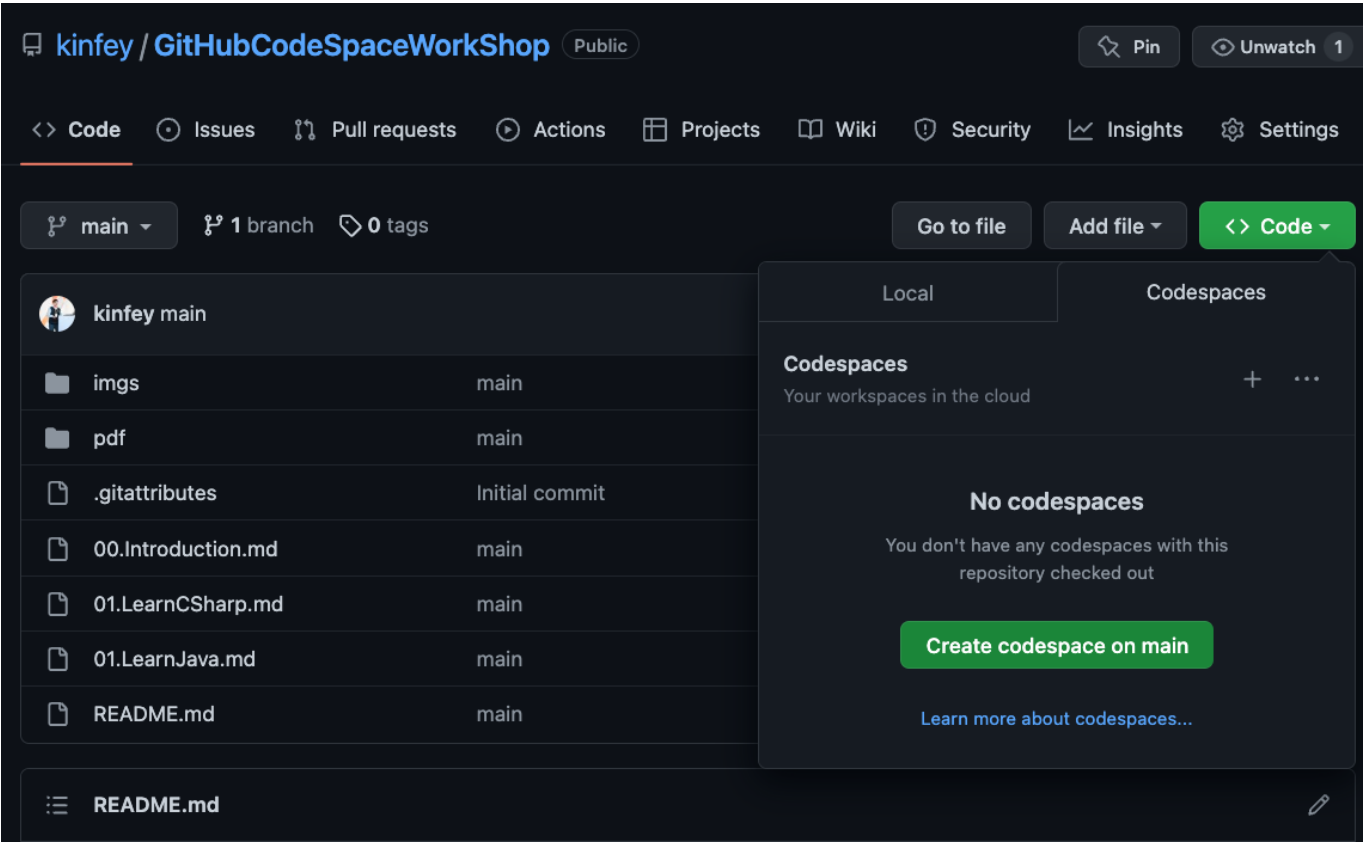 kinfey / GitHubCodeSpaceWorkShop Public Pin Unwatch 1
Code Issues Pull requests Actions Projects Wiki Security Insights Settings
main 1 branch 0 tags Go to file Add file Code
Local Codespaces
kinfey main
Codespaces
Your workspaces in the cloud
imgs main
pdf main
.gitattributes Initial commit
No codespaces
You don't have any codespaces with this
repository checked out
00.Introduction.md main
01.LearnCSharp.md main
01.LearnJava.md main
Create codespace on main
README.md main
Learn more about codespaces...
README.md